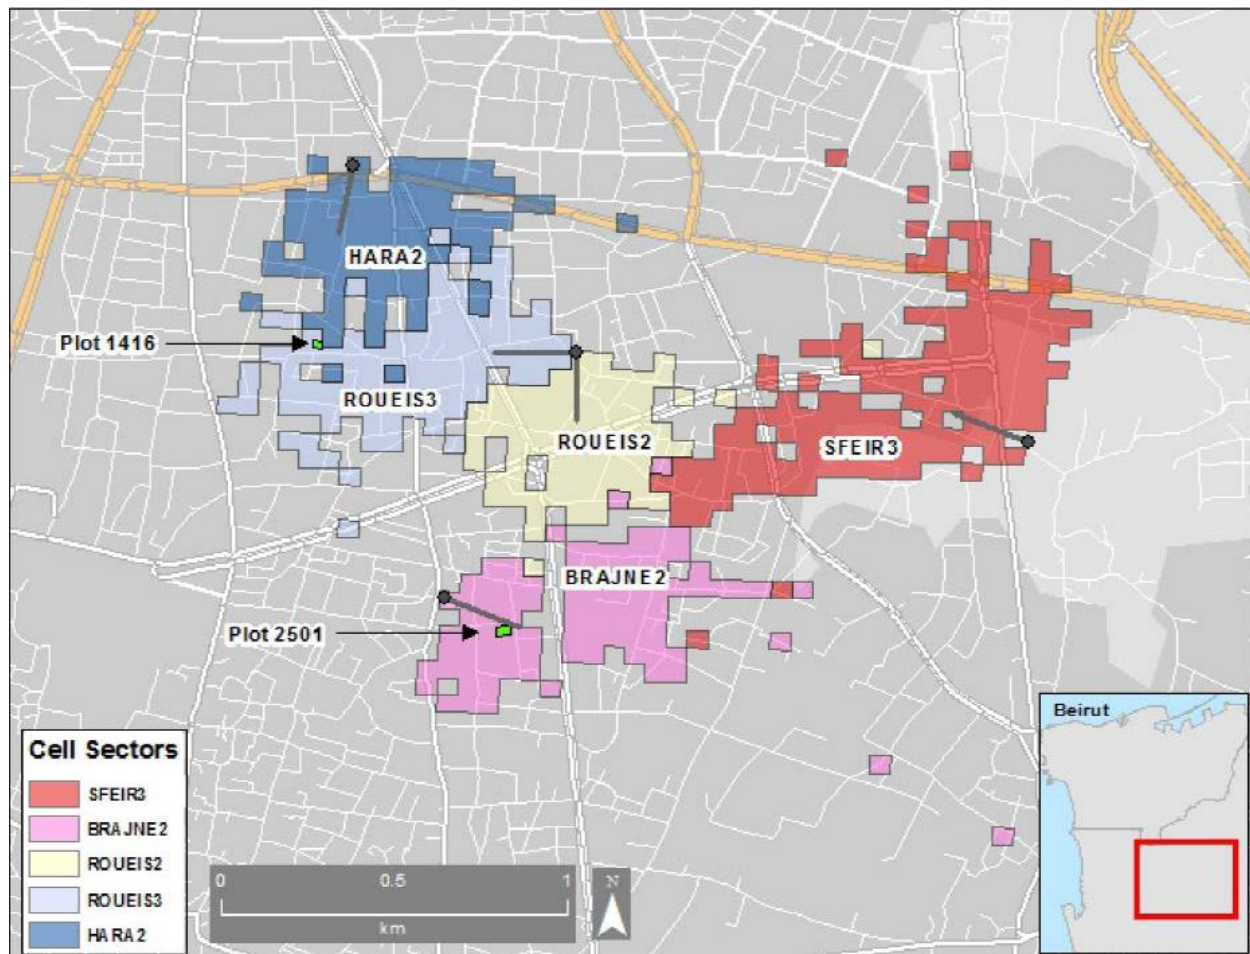 HARA2
Plot 1416
ROUEIS3
ROUEIS2
SFEIR3
BRAJNE2
Plot 2501
Cell Sectors
SFEIR3
BRAJNE2
ROUEIS2
ROUEIS3
HARA2
0 0.5 1
km
N
Beirut